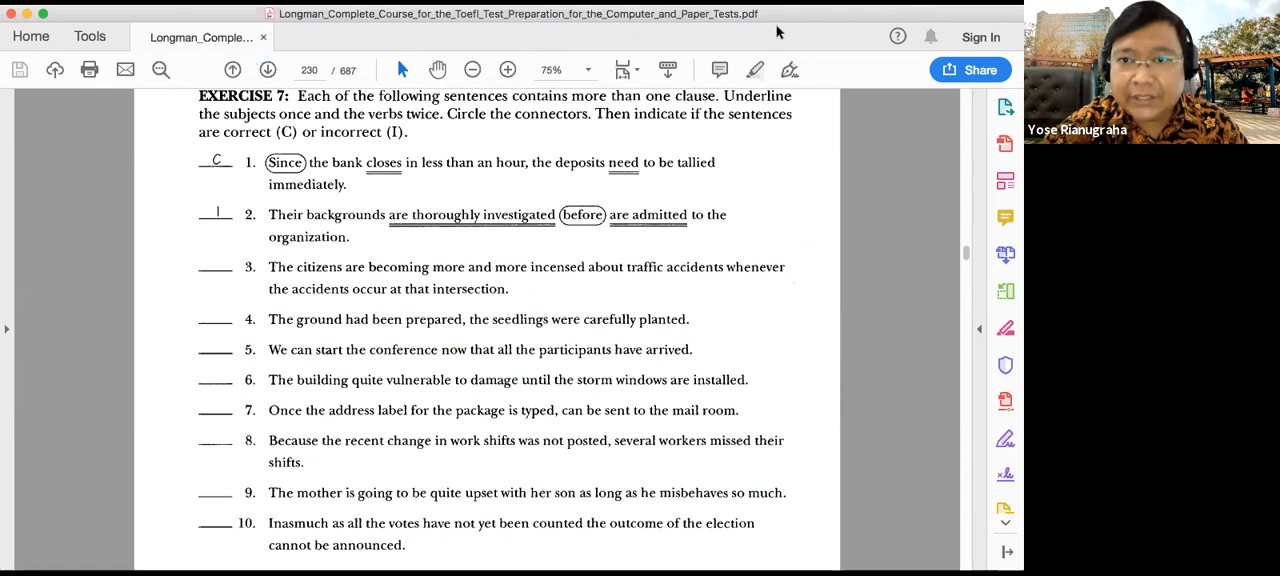 Longman_Complete_Course_for_the_Toefl_Test_Preparation_for_the_Computer_and_Paper_Tests.pdf
Home Tools Longman_Comple... × ? Sign In
230 / 687 75% Share
EXERCISE 7: Each of the following sentences contains more than one clause. Underline
the subjects once and the verbs twice. Circle the connectors. Then indicate if the sentences
are correct (C) or incorrect (I).
C 1. Since the bank closes in less than an hour, the deposits need to be tallied
immediately.
I 2. Their backgrounds are thoroughly investigated before are admitted to the
organization.
3. The citizens are becoming more and more incensed about traffic accidents whenever
the accidents occur at that intersection.
4. The ground had been prepared, the seedlings were carefully planted.
5. We can start the conference now that all the participants have arrived.
6. The building quite vulnerable to damage until the storm windows are installed.
7. Once the address label for the package is typed, can be sent to the mail room.
8. Because the recent change in work shifts was not posted, several workers missed their
shifts.
9. The mother is going to be quite upset with her son as long as he misbehaves so much.
10. Inasmuch as all the votes have not yet been counted the outcome of the election
cannot be announced.
Yose Rianugraha